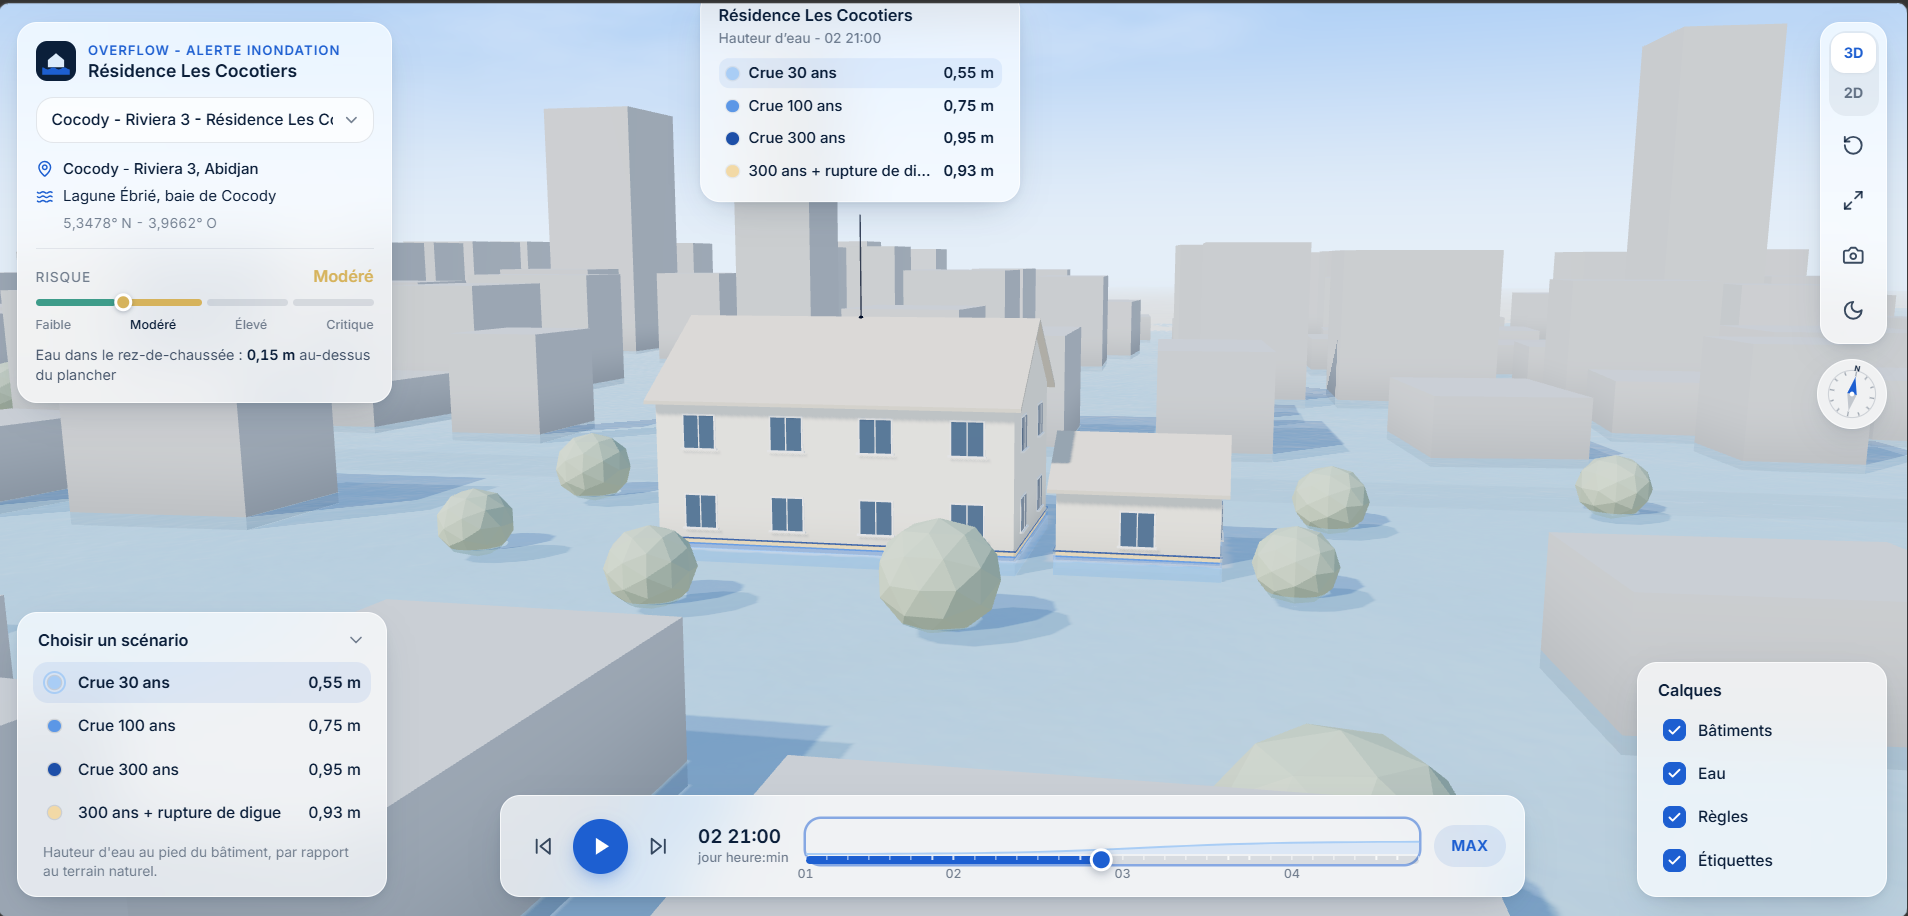 OVERFLOW - ALERTE INONDATION
Résidence Les Cocotiers
Cocody - Riviera 3 - Résidence Les Co
Cocody - Riviera 3, Abidjan
Lagune Ébrié, baie de Cocody
5,3478° N - 3,9662° O
RISQUE Modéré
Faible Modéré Élevé Critique
Eau dans le rez-de-chaussée : 0,15 m au-dessus
du plancher
Résidence Les Cocotiers
Hauteur d'eau - 02 21:00
Crue 30 ans 0,55 m
Crue 100 ans 0,75 m
Crue 300 ans 0,95 m
300 ans + rupture de di... 0,93 m
3D
2D
N
Choisir un scénario
Crue 30 ans 0,55 m
Crue 100 ans 0,75 m
Crue 300 ans 0,95 m
300 ans + rupture de digue 0,93 m
Hauteur d'eau au pied du bâtiment, par rapport
au terrain naturel.
02 21:00
jour heure:min
01 02 03 04
MAX
Calques
Bâtiments
Eau
Règles
Étiquettes